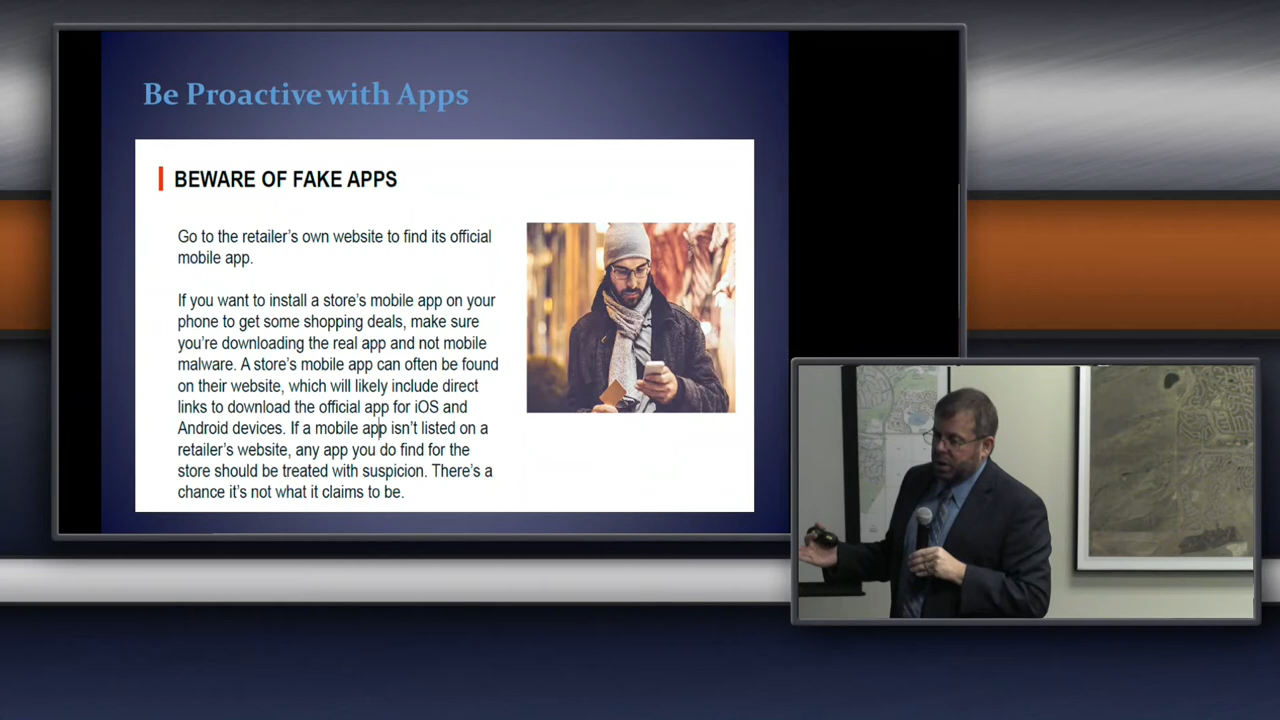 Be Proactive with Apps
BEWARE OF FAKE APPS
Go to the retailer’s own website to find its official
mobile app.
If you want to install a store’s mobile app on your
phone to get some shopping deals, make sure
you’re downloading the real app and not mobile
malware. A store’s mobile app can often be found
on their website, which will likely include direct
links to download the official app for iOS and
Android devices. If a mobile app isn’t listed on a
retailer’s website, any app you do find for the
store should be treated with suspicion. There’s a
chance it’s not what it claims to be.